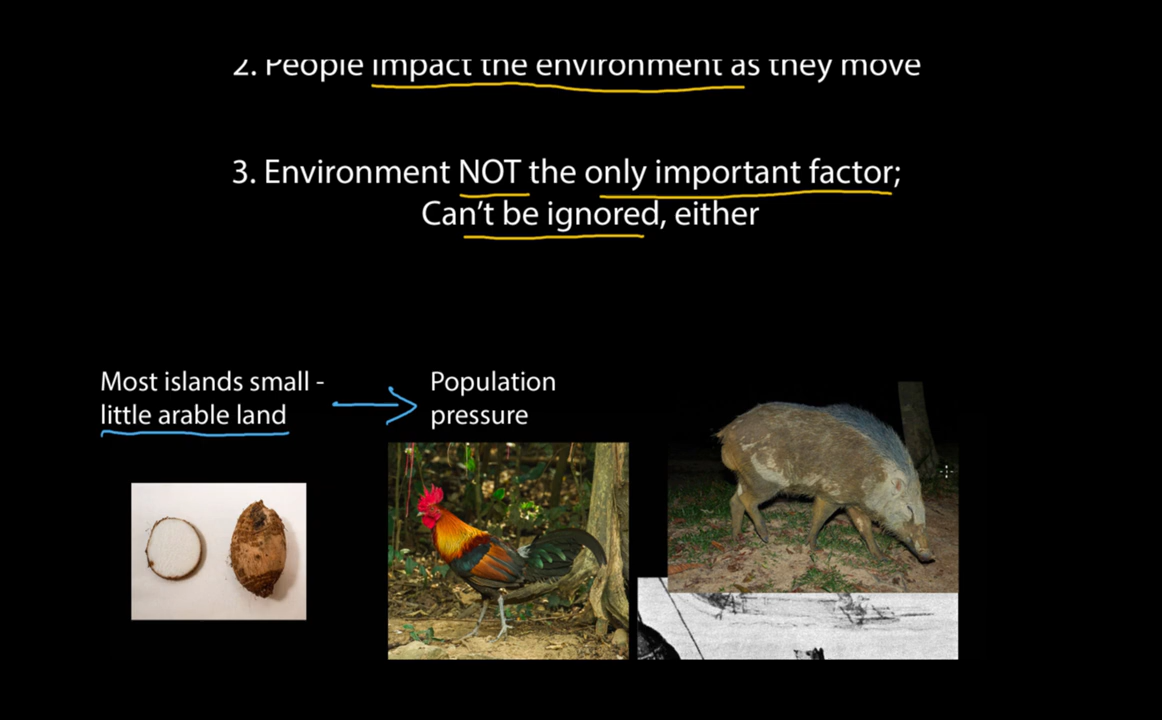 2. People impact the environment as they move
3. Environment NOT the only important factor;
Can't be ignored, either
Most islands small -
little arable land
Population
pressure